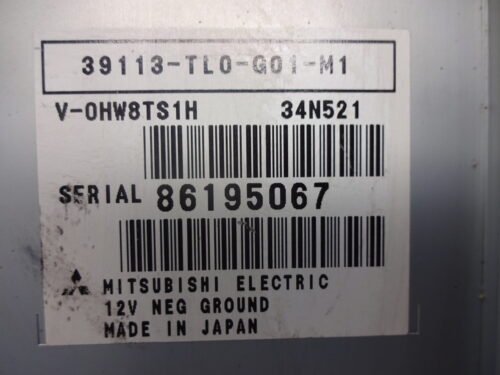 39113-TL0-G01-M1
V-0HW8TS1H 34N521
SERIAL 86195067
MITSUBISHI ELECTRIC
12V NEG GROUND
MADE IN JAPAN